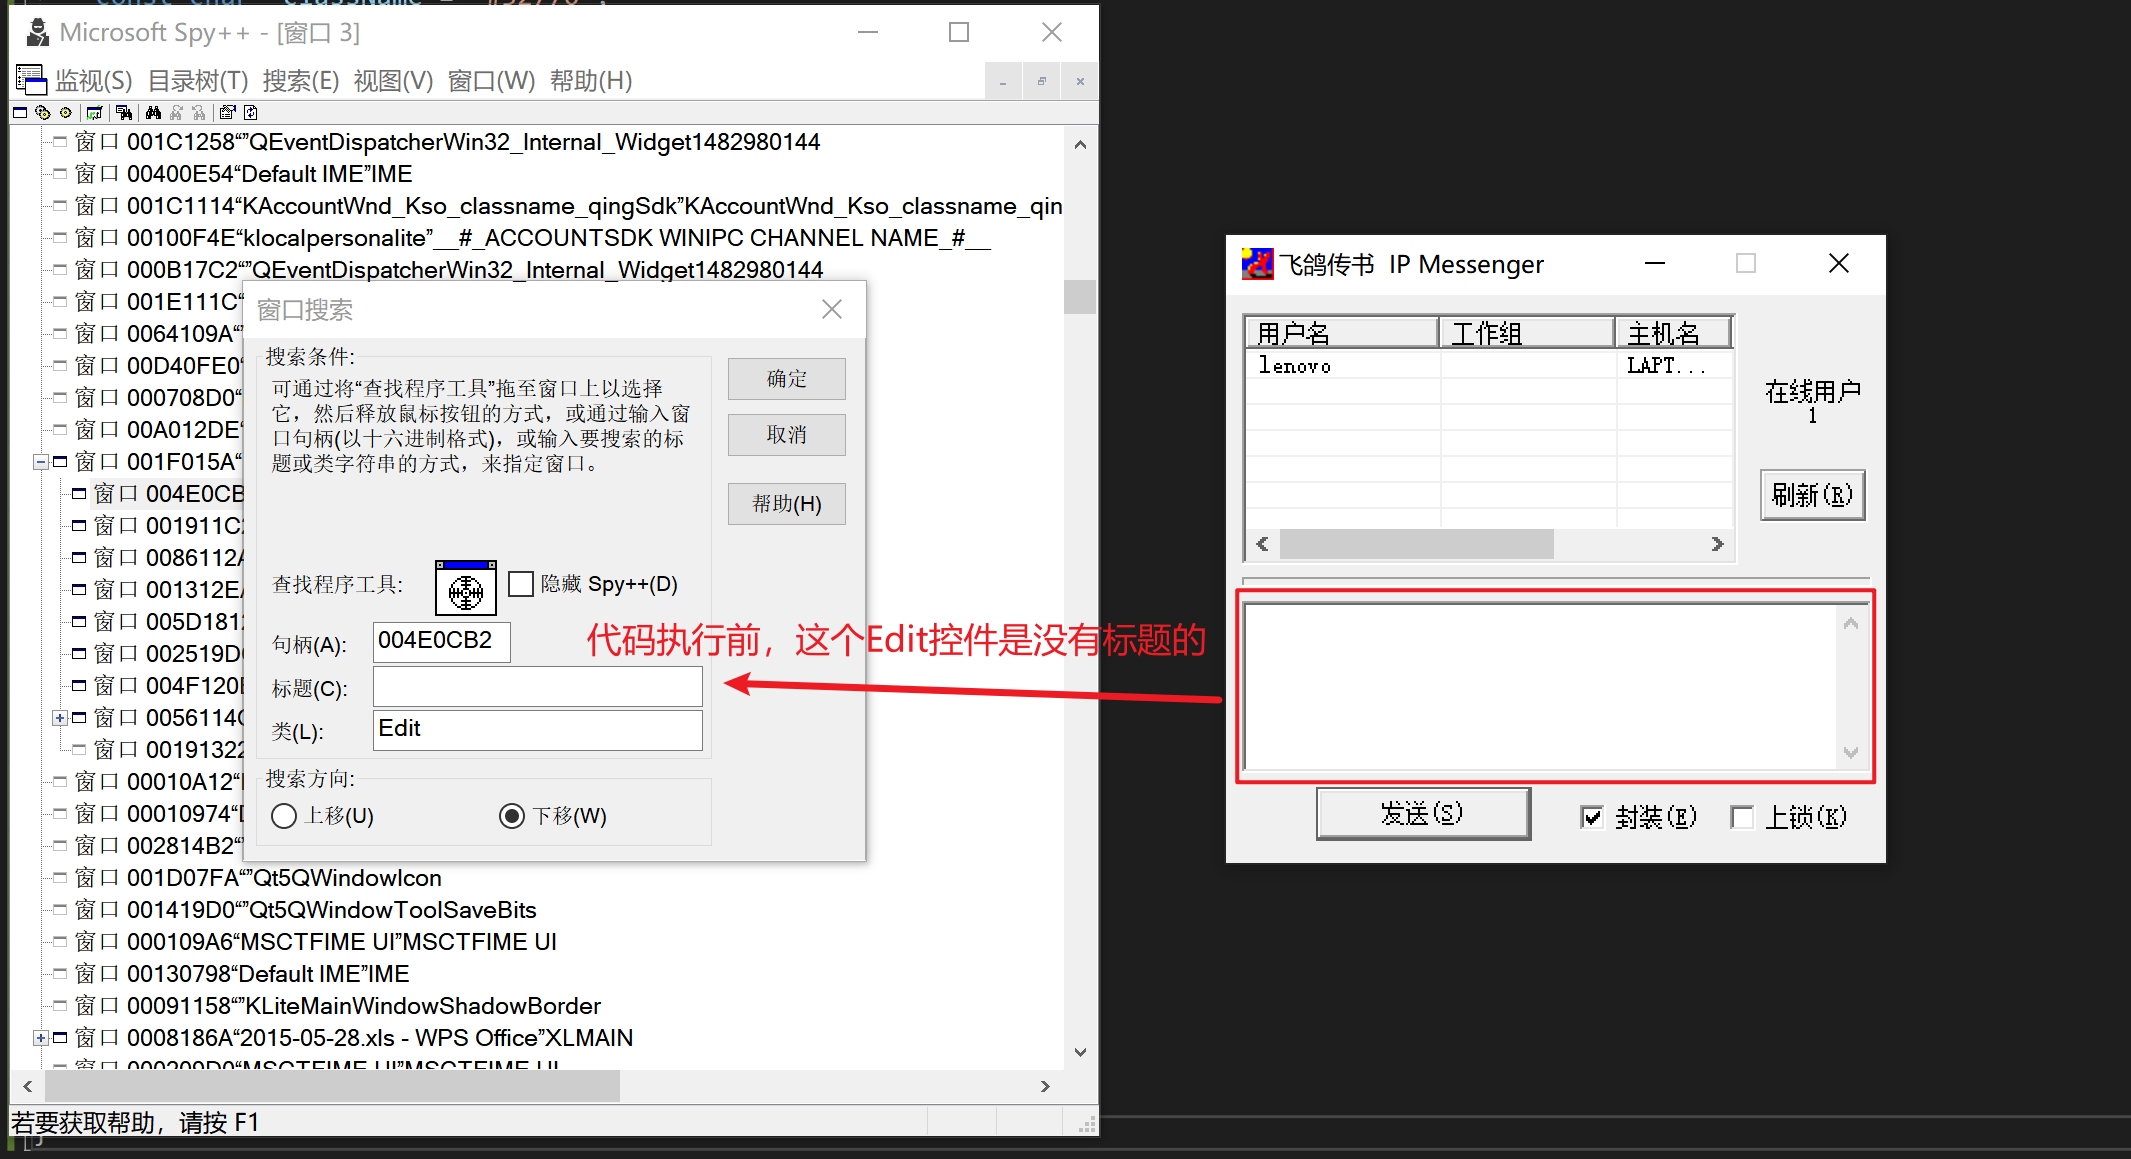 Microsoft Spy++ - [窗口 3]
监视(S) 目录树(T) 搜索(E) 视图(V) 窗口(W) 帮助(H)
窗口 001C1258“”QEventDispatcherWin32_Internal_Widget1482980144
窗口 00400E54“Default IME”IME
窗口 001C1114“KAccountWnd_Kso_classname_qingSdk”KAccountWnd_Kso_classname_qin
窗口 00100F4E“klocalpersonalite”__#_ACCOUNTSDK WINIPC CHANNEL NAME_#__
窗口 000B17C2“”QEventDispatcherWin32_Internal_Widget1482980144
窗口 001E111C“
窗口 0064109A“”
窗口 00D40FE0“
窗口 000708D0“
窗口 00A012DE“
窗口 001F015A“
窗口 004E0CB
窗口 001911C
窗口 0086112A
窗口 001312E
窗口 005D181
窗口 002519D
窗口 004F120
窗口 0056114
窗口 00191322
窗口 00010A12“
窗口 00010974“
窗口 002814B2“”
窗口 001D07FA“”Qt5QWindowIcon
窗口 001419D0“”Qt5QWindowToolSaveBits
窗口 000109A6“MSCTFIME UI”MSCTFIME UI
窗口 00130798“Default IME”IME
窗口 00091158“”KLiteMainWindowShadowBorder
窗口 0008186A“2015-05-28.xls - WPS Office”XLMAIN
若要获取帮助，请按 F1
窗口搜索
搜索条件:
可通过将“查找程序工具”拖至窗口上以选择
它，然后释放鼠标按钮的方式，或通过输入窗
口句柄(以十六进制格式)，或输入要搜索的标
题或类字符串的方式，来指定窗口。
确定
取消
帮助(H)
查找程序工具:
隐藏 Spy++(D)
句柄(A): 004E0CB2
标题(C):
类(L): Edit
搜索方向:
上移(U) 下移(W)
代码执行前，这个Edit控件是没有标题的
飞鸽传书 IP Messenger
用户名 工作组 主机名
lenovo LAPT...
在线用户
1
刷新(R)
发送(S) 封装(E) 上锁(K)